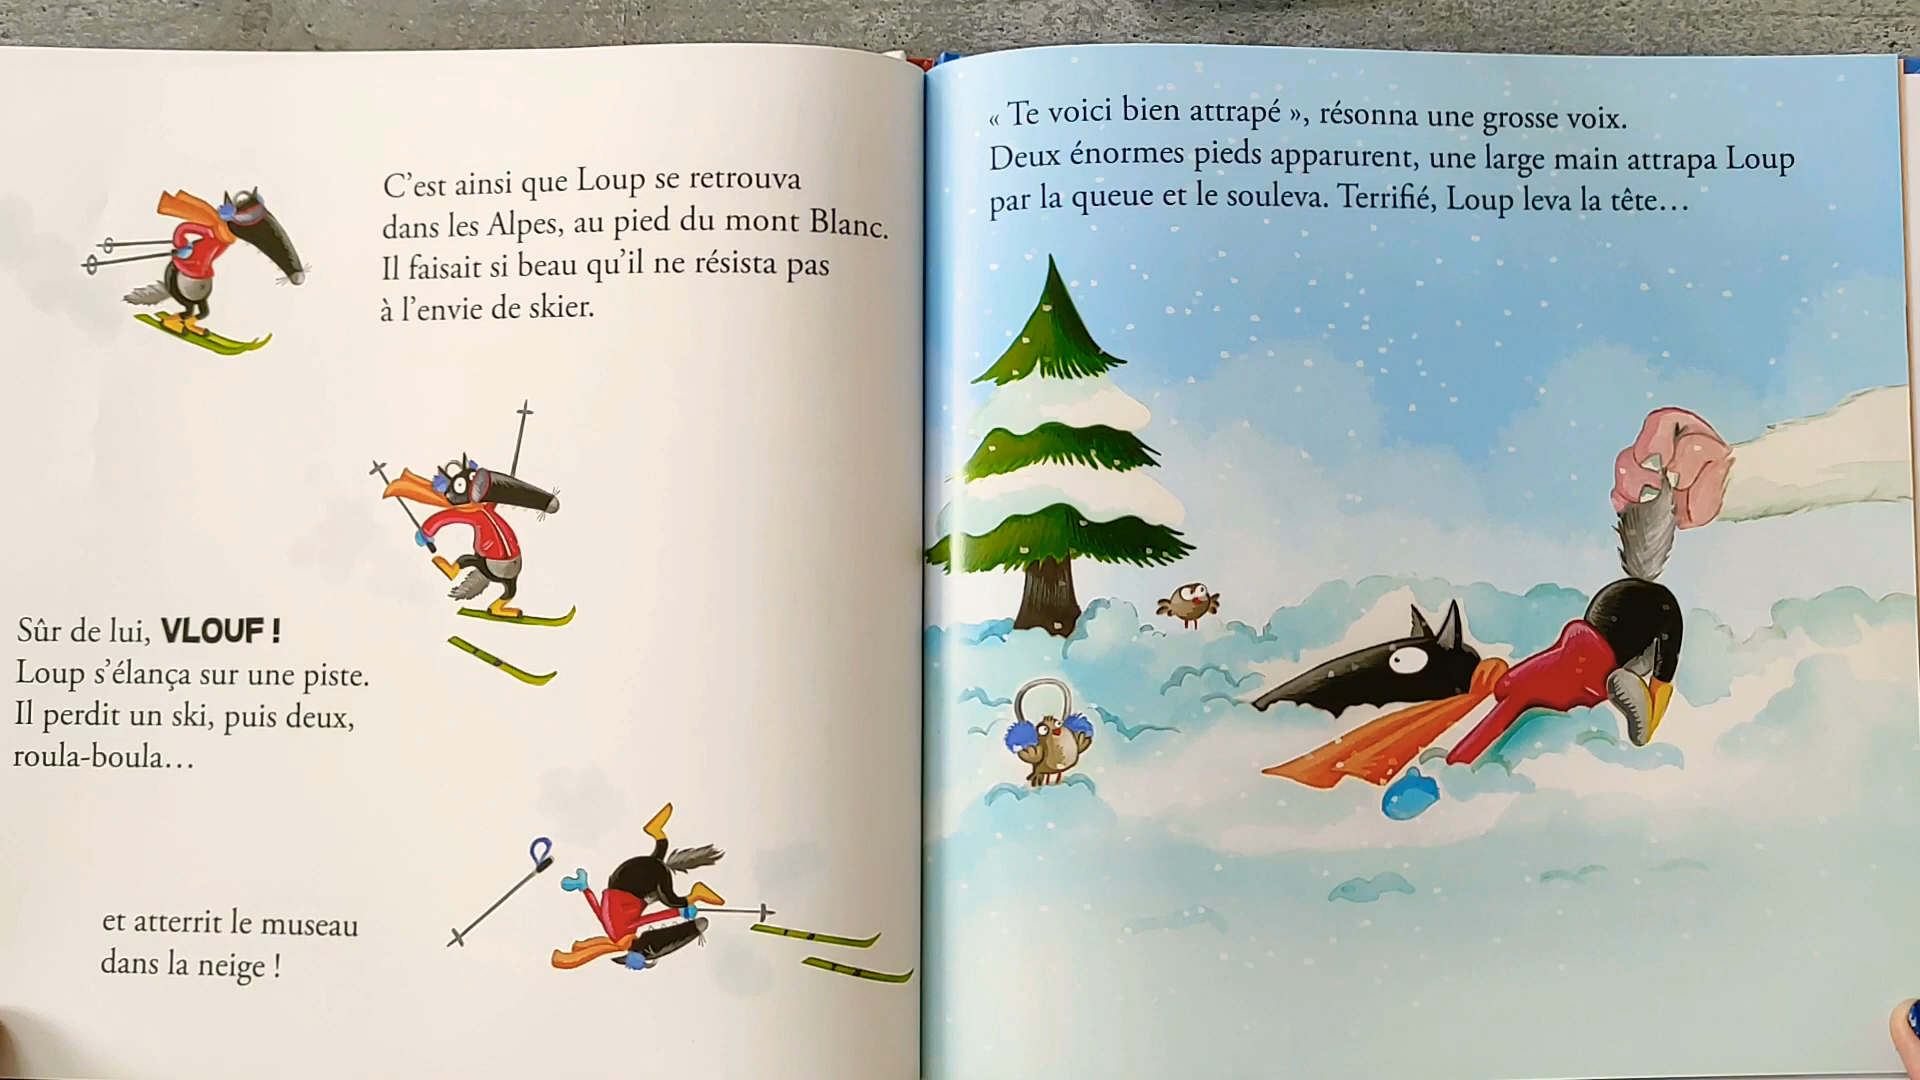 C'est ainsi que Loup se retrouva
dans les Alpes, au pied du mont Blanc.
Il faisait si beau qu'il ne résista pas
à l'envie de skier.
Sûr de lui, VLOUF !
Loup s'élança sur une piste.
Il perdit un ski, puis deux,
roula-boula…
et atterrit le museau
dans la neige !
« Te voici bien attrapé », résonna une grosse voix.
Deux énormes pieds apparurent, une large main attrapa Loup
par la queue et le souleva. Terrifié, Loup leva la tête…